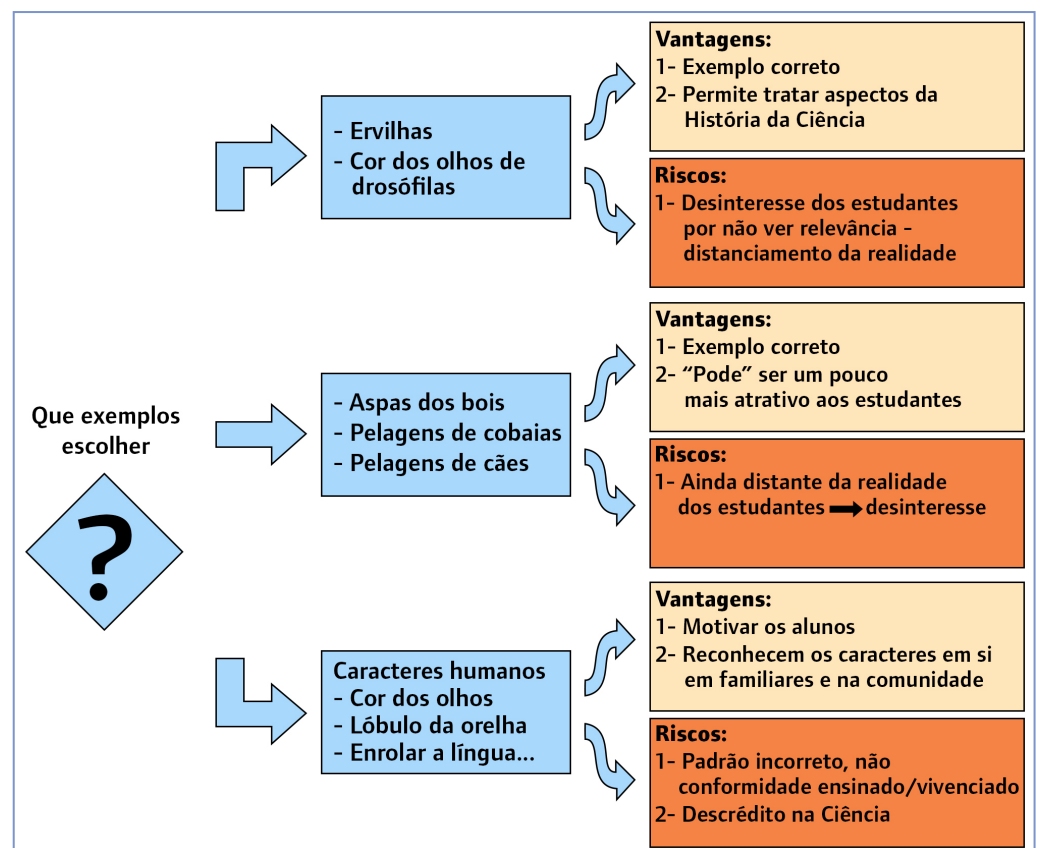 Que exemplos
escolher
?
- Ervilhas
- Cor dos olhos de
drosófilas
Vantagens:
1- Exemplo correto
2- Permite tratar aspectos da
História da Ciência
Riscos:
1- Desinteresse dos estudantes
por não ver relevância -
distanciamento da realidade
- Aspas dos bois
- Pelagens de cobaias
- Pelagens de cães
Vantagens:
1- Exemplo correto
2- “Pode” ser um pouco
mais atrativo aos estudantes
Riscos:
1- Ainda distante da realidade
dos estudantes ➡ desinteresse
Caracteres humanos
- Cor dos olhos
- Lóbulo da orelha
- Enrolar a língua...
Vantagens:
1- Motivar os alunos
2- Reconhecem os caracteres em si
em familiares e na comunidade
Riscos:
1- Padrão incorreto, não
conformidade ensinado/vivenciado
2- Descrédito na Ciência